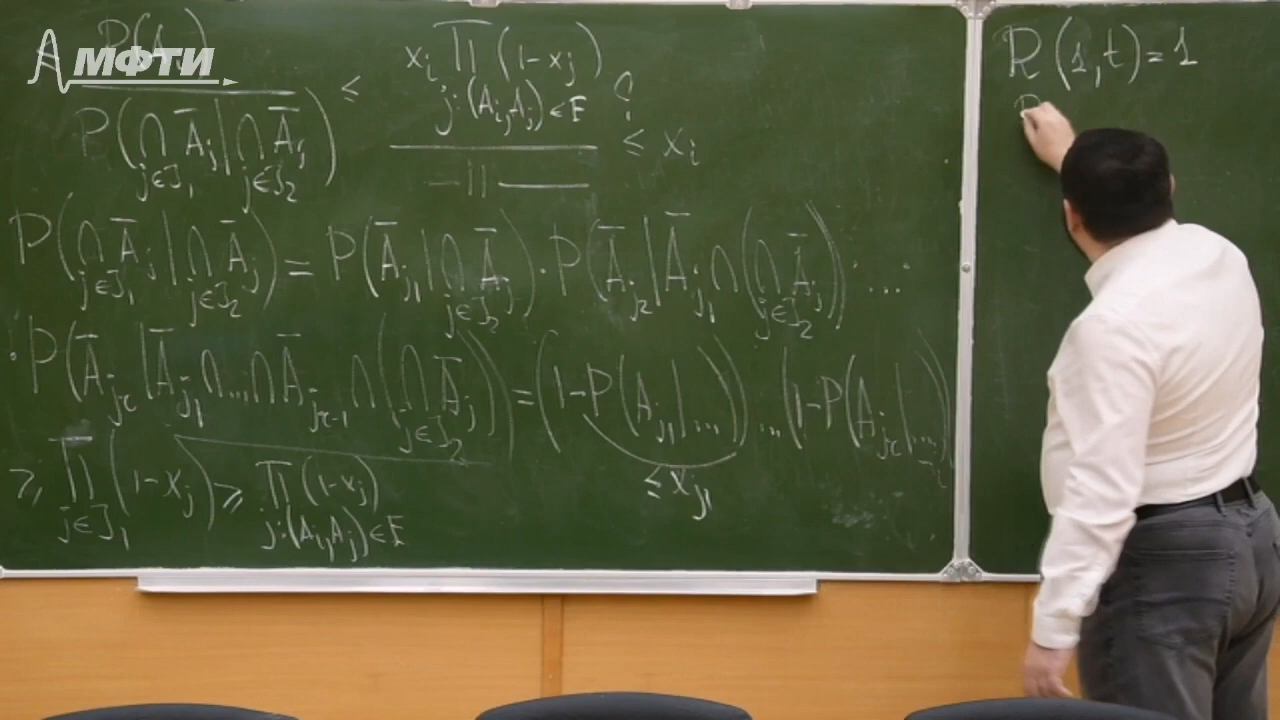 МФТИ
P(A_i) / P(⋂_{j∈J_1} Ā_j | ⋂_{j∈J_2} Ā_j) ≤ x_i ∏_{j:(A_i,A_j)∈E} (1-x_j) / -||- ≤ x_i
P(⋂_{j∈J_1} Ā_j | ⋂_{j∈J_2} Ā_j) = P(Ā_{j_1} | ⋂_{j∈J_2} Ā_j) · P(Ā_{j_2} | Ā_{j_1} ∩ (⋂_{j∈J_2} Ā_j)) ...
· P(Ā_{j_r} | Ā_{j_1} ∩ ... ∩ Ā_{j_{r-1}} ∩ (⋂_{j∈J_2} Ā_j)) = (1-P(A_{j_1}|...)) ... (1-P(A_{j_r}|...))
≤ x_{j_1}
≥ ∏_{j∈J_1} (1-x_j) ≥ ∏_{j:(A_i,A_j)∈E} (1-x_j)
R(1,t)=1